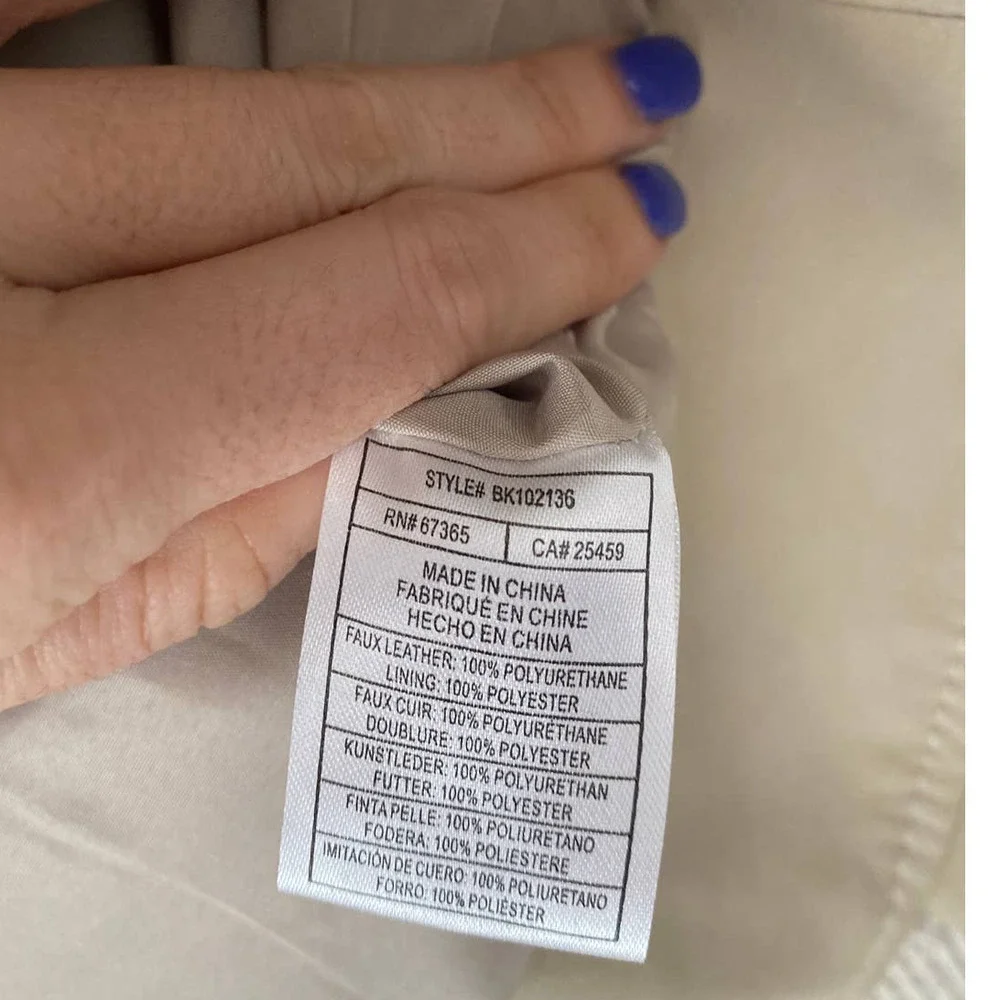 STYLE# BK102136
RN# 67365 CA# 25459
MADE IN CHINA
FABRIQUÉ EN CHINE
HECHO EN CHINA
FAUX LEATHER: 100% POLYURETHANE
LINING: 100% POLYESTER
FAUX CUIR: 100% POLYURÉTHANE
DOUBLURE: 100% POLYESTER
KUNSTLEDER: 100% POLYURETHAN
FUTTER: 100% POLYESTER
FINTA PELLE: 100% POLIURETANO
FODERA: 100% POLIESTERE
IMITACIÓN DE CUERO: 100% POLIURETANO
FORRO: 100% POLIÉSTER